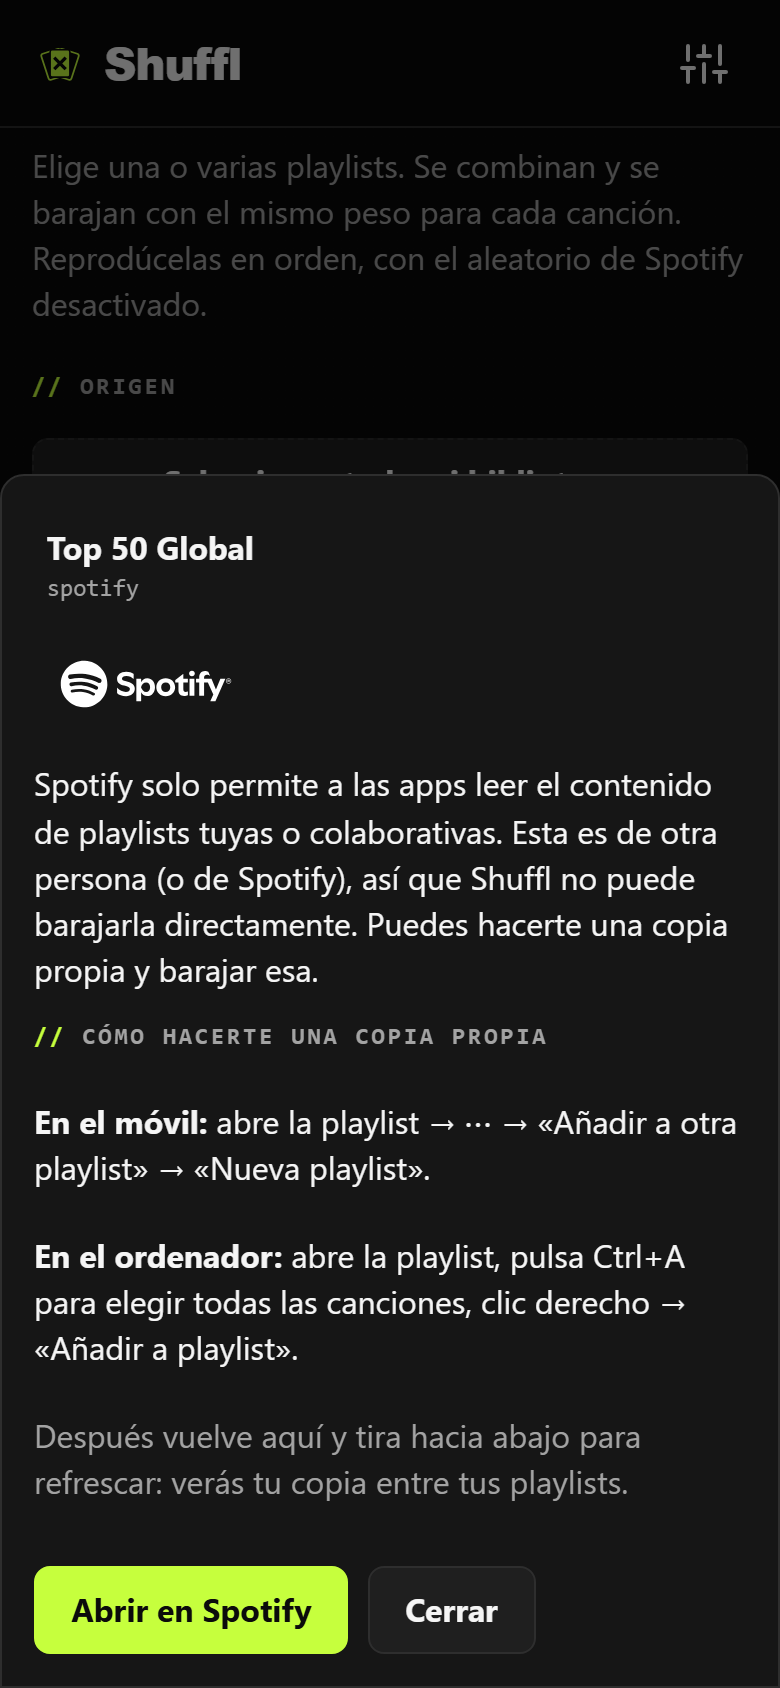 Shuffl
Elige una o varias playlists. Se combinan y se
barajan con el mismo peso para cada canción.
Reprodúcelas en orden, con el aleatorio de Spotify
desactivado.
// ORIGEN
Top 50 Global
spotify
Spotify®
Spotify solo permite a las apps leer el contenido
de playlists tuyas o colaborativas. Esta es de otra
persona (o de Spotify), así que Shuffl no puede
barajarla directamente. Puedes hacerte una copia
propia y barajar esa.
// CÓMO HACERTE UNA COPIA PROPIA
En el móvil: abre la playlist → ··· → «Añadir a otra
playlist» → «Nueva playlist».
En el ordenador: abre la playlist, pulsa Ctrl+A
para elegir todas las canciones, clic derecho →
«Añadir a playlist».
Después vuelve aquí y tira hacia abajo para
refrescar: verás tu copia entre tus playlists.
Abrir en Spotify
Cerrar